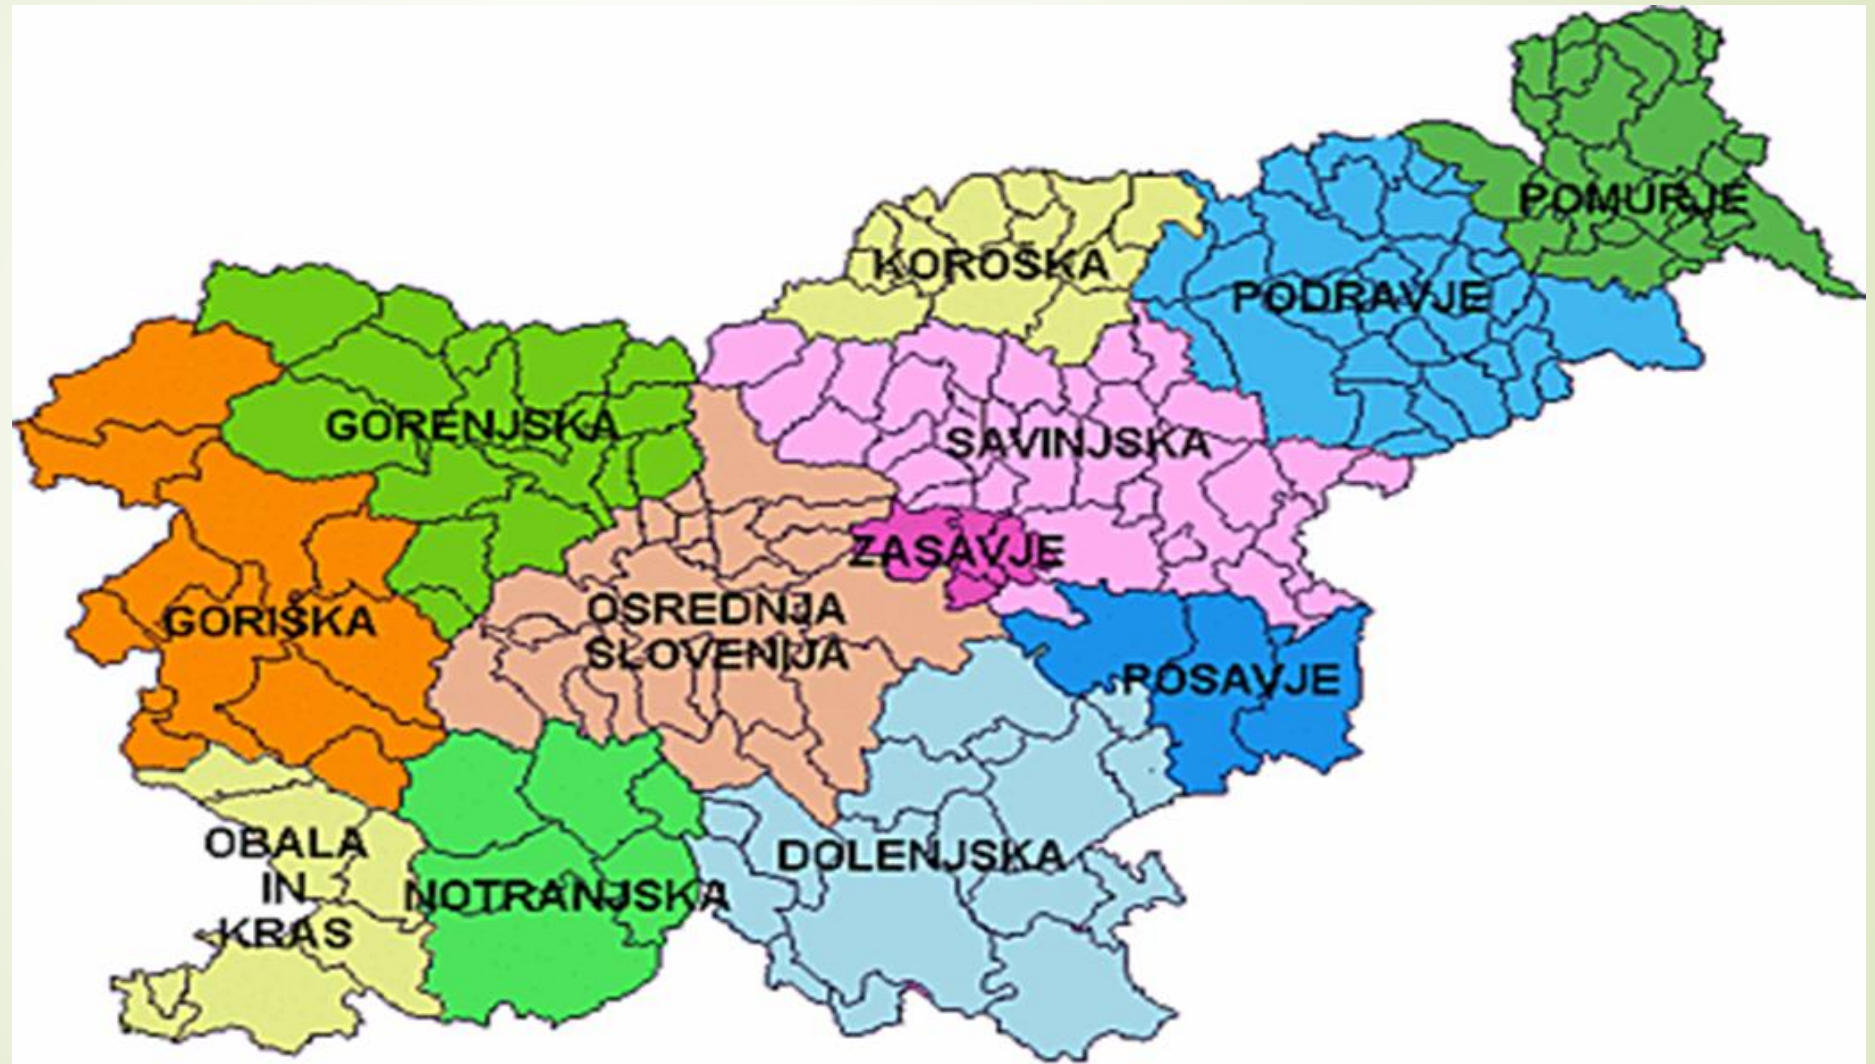 POMURJE
KOROŠKA
PODRAVJE
GORENJSKA
SAVINJSKA
ZASAVJE
GORIŠKA
OSREDNJA
SLOVENIJA
POSAVJE
OBALA
IN
KRAS
DOLENJSKA
NOTRANJSKA